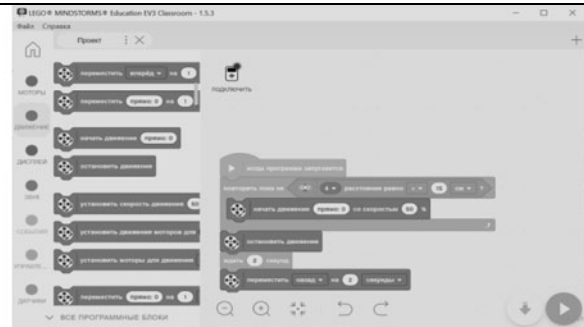 LEGO® MINDSTORMS® Education EV3 Classroom - 1.5.3
Файл Справка
Проект
ПОДКЛЮЧИТЬ
МОТОРЫ
ДВИЖЕНИЕ
ДИСПЛЕЙ
ЗВУК
СОБЫТИЯ
УПРАВЛЕ...
ДАТЧИКИ
переместить вперёд на 1
переместить прямо: 0 на 1
начать движение прямо: 0
остановить движение
установить скорость движения 50
установить движения моторов для
установить моторы для движения
переместить прямо: 0 на 1
ВСЕ ПРОГРАММНЫЕ БЛОКИ
когда программа запускается
повторять пока не 4 расстояние равно 15 см ?
начать движение прямо: 0 со скоростью 50 %
остановить движение
ждать секунд
переместить назад на 2 секунды